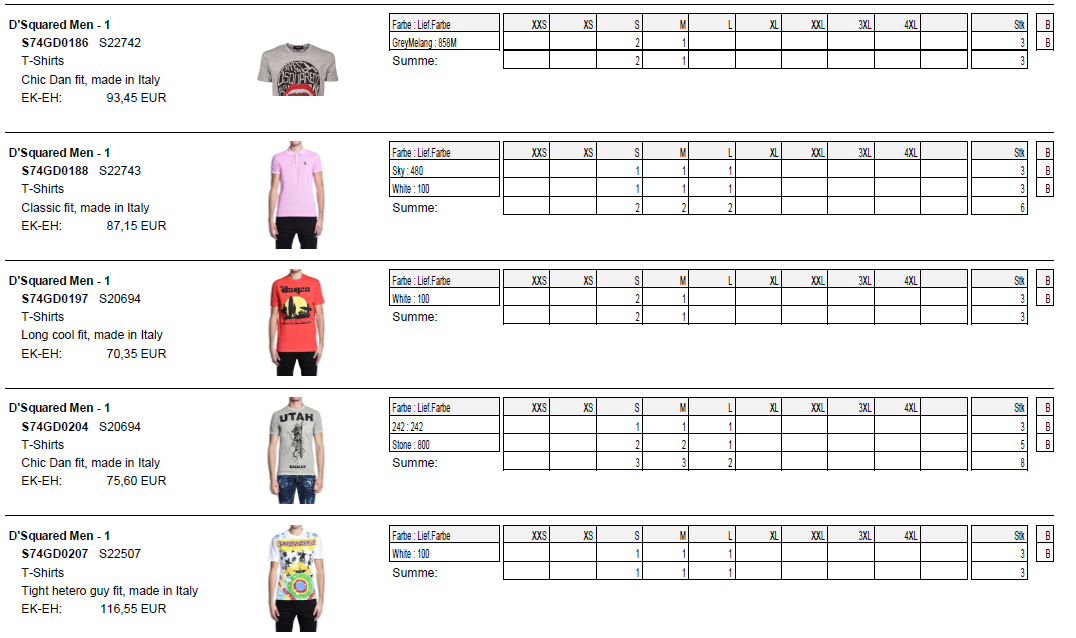 D'Squared Men - 1
S74GD0186 S22742
T-Shirts
Chic Dan fit, made in Italy
EK-EH: 93,45 EUR
Farbe : Lief.Farbe XXS XS S M L XL XXL 3XL 4XL Stk B
GreyMelang : 858M 2 1 3 B
Summe: 2 1 3
D'Squared Men - 1
S74GD0188 S22743
T-Shirts
Classic fit, made in Italy
EK-EH: 87,15 EUR
Farbe : Lief.Farbe XXS XS S M L XL XXL 3XL 4XL Stk B
Sky : 480 1 1 1 3 B
White : 100 1 1 1 3 B
Summe: 2 2 2 6
D'Squared Men - 1
S74GD0197 S20694
T-Shirts
Long cool fit, made in Italy
EK-EH: 70,35 EUR
Farbe : Lief.Farbe XXS XS S M L XL XXL 3XL 4XL Stk B
White : 100 2 1 3 B
Summe: 2 1 3
D'Squared Men - 1
S74GD0204 S20694
T-Shirts
Chic Dan fit, made in Italy
EK-EH: 75,60 EUR
UTAH
Farbe : Lief.Farbe XXS XS S M L XL XXL 3XL 4XL Stk B
242 : 242 1 1 1 3 B
Stone : 800 2 2 1 5 B
Summe: 3 3 2 8
D'Squared Men - 1
S74GD0207 S22507
T-Shirts
Tight hetero guy fit, made in Italy
EK-EH: 116,55 EUR
Farbe : Lief.Farbe XXS XS S M L XL XXL 3XL 4XL Stk B
White : 100 1 1 1 3 B
Summe: 1 1 1 3